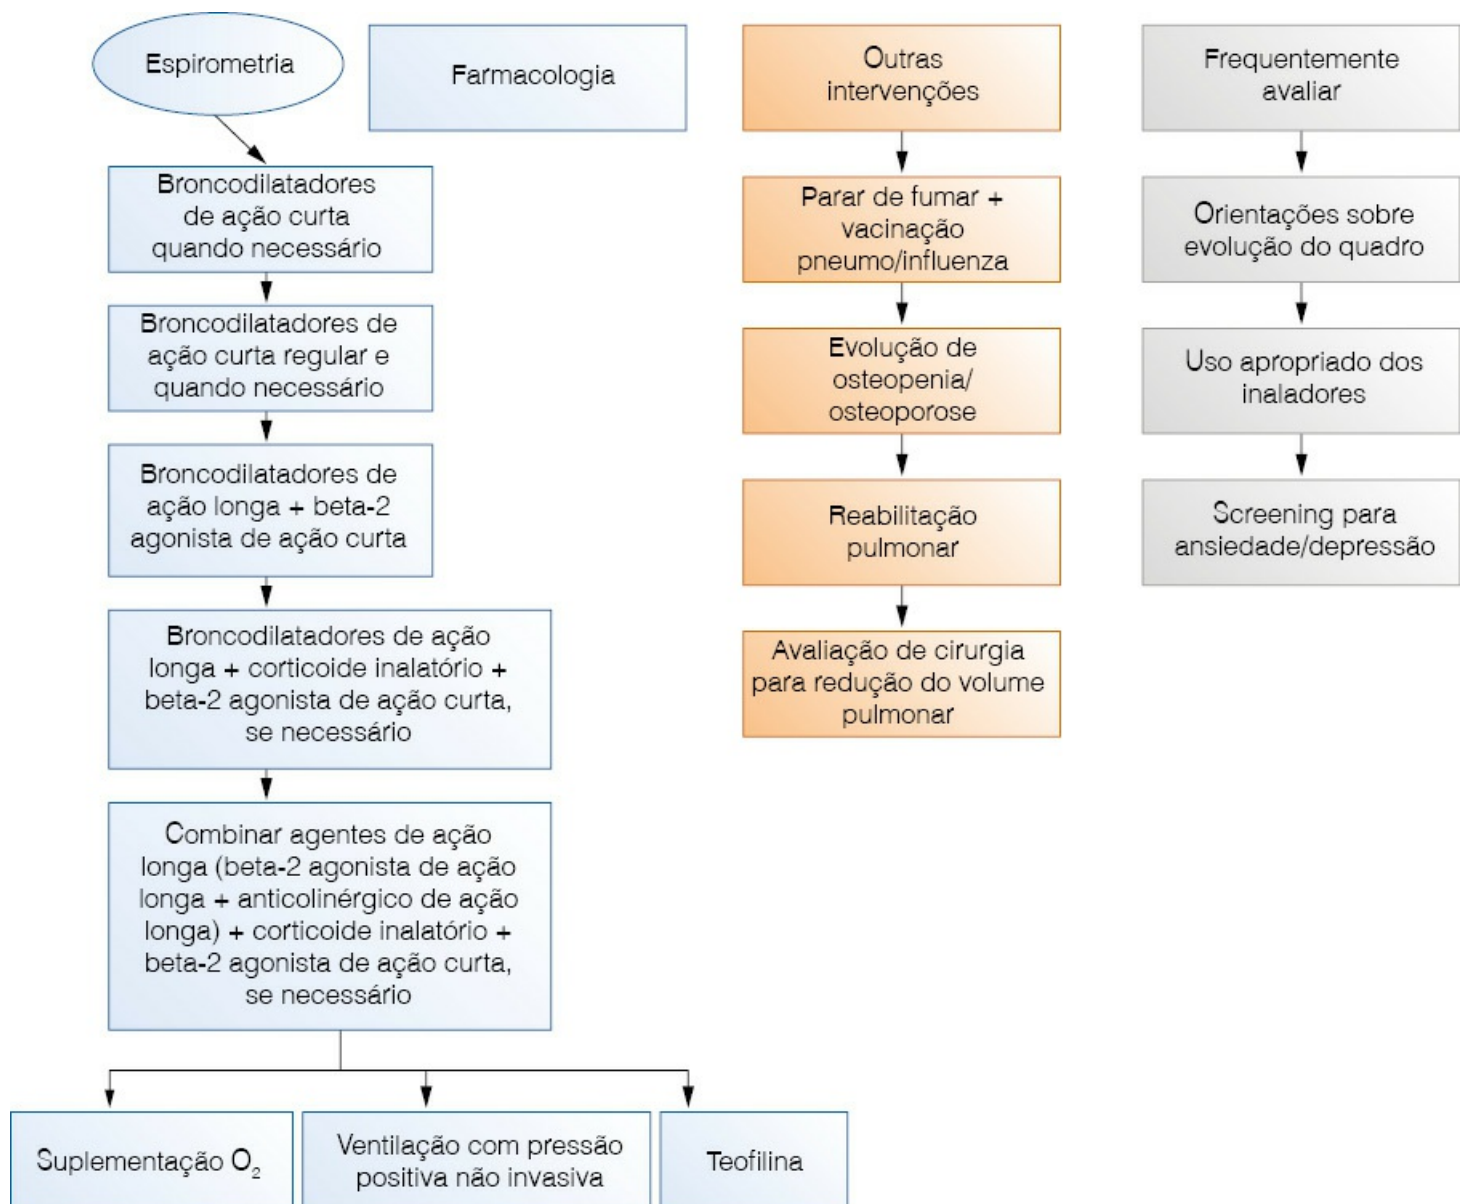 Espirometria
Farmacologia
Broncodilatadores
de ação curta
quando necessário
Broncodilatadores de
ação curta regular e
quando necessário
Broncodilatadores de
ação longa + beta-2
agonista de ação curta
Broncodilatadores de ação
longa + corticoide inalatório +
beta-2 agonista de ação curta,
se necessário
Combinar agentes de ação
longa (beta-2 agonista de ação
longa + anticolinérgico de ação
longa) + corticoide inalatório +
beta-2 agonista de ação curta,
se necessário
Suplementação O₂
Ventilação com pressão
positiva não invasiva
Teofilina
Outras
intervenções
Parar de fumar +
vacinação
pneumo/influenza
Evolução de
osteopenia/
osteoporose
Reabilitação
pulmonar
Avaliação de cirurgia
para redução do volume
pulmonar
Frequentemente
avaliar
Orientações sobre
evolução do quadro
Uso apropriado dos
inaladores
Screening para
ansiedade/depressão